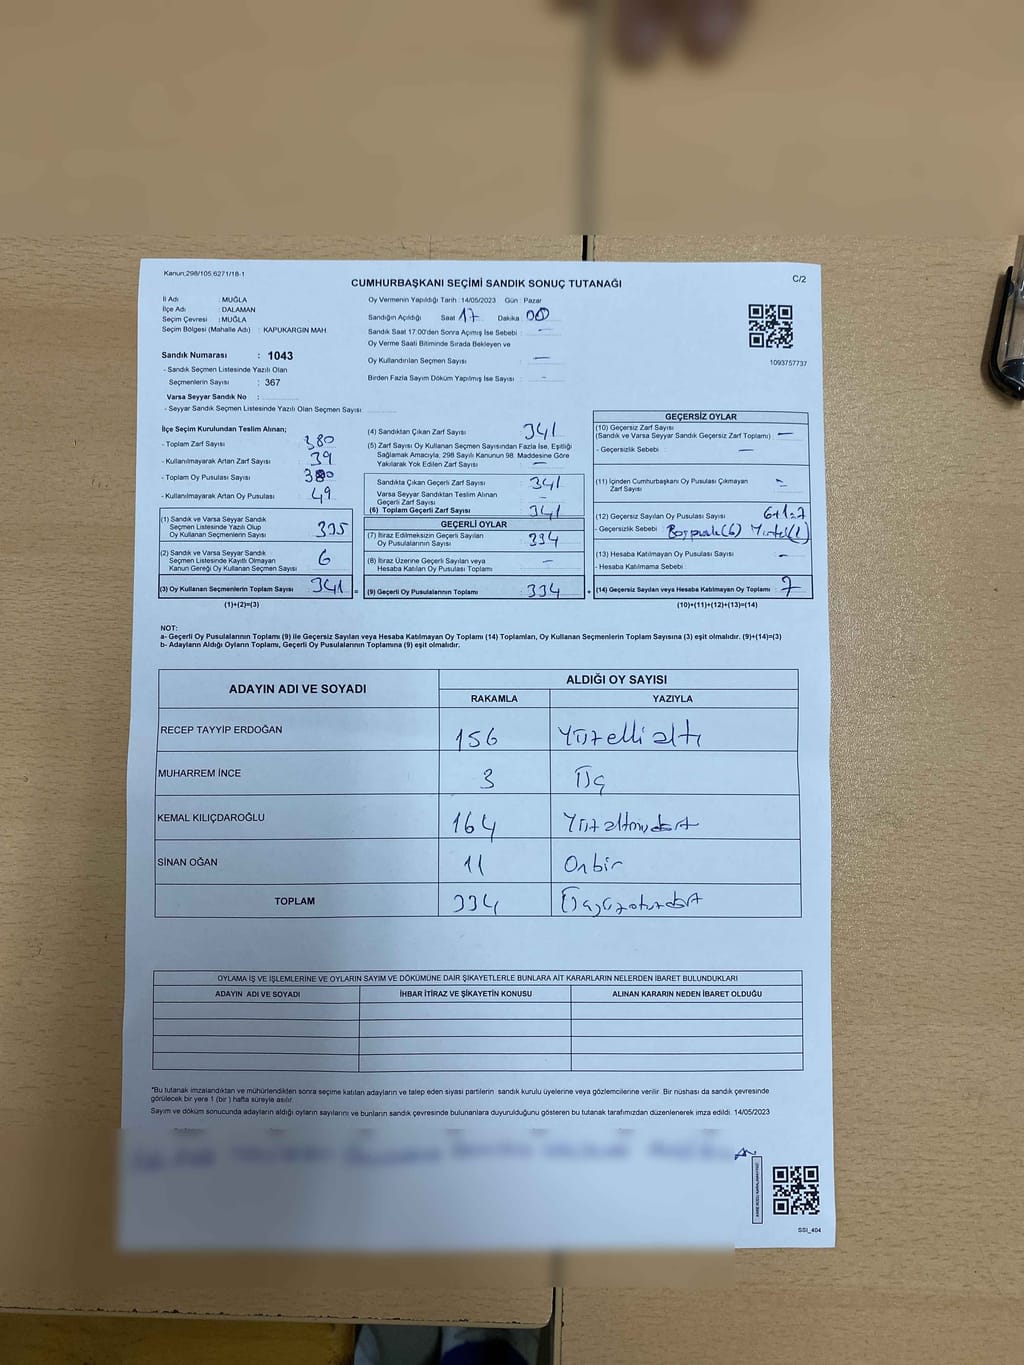 Kanun;298/105,6271/18-1
C/2
CUMHURBAŞKANI SEÇİMİ SANDIK SONUÇ TUTANAĞI
İl Adı : MUĞLA
İlçe Adı : DALAMAN
Seçim Çevresi : MUĞLA
Seçim Bölgesi (Mahalle Adı) : KAPUKARGIN MAH
Sandık Numarası : 1043
- Sandık Seçmen Listesinde Yazılı Olan
Seçmenlerin Sayısı : 367
Varsa Seyyar Sandık No :
- Seyyar Sandık Seçmen Listesinde Yazılı Olan Seçmen Sayısı :
Oy Vermenin Yapıldığı Tarih : 14/05/2023 Gün : Pazar
Sandığın Açıldığı Saat 17 Dakika 00
Sandık Saat 17:00'den Sonra Açımış İse Sebebi : —
Oy Verme Saati Bitiminde Sırada Bekleyen ve
Oy Kullandırılan Seçmen Sayısı —
Birden Fazla Sayım Döküm Yapılmış İse Sayısı : -
1093757737
İlçe Seçim Kurulundan Teslim Alınan;
- Toplam Zarf Sayısı 380
- Kullanılmayarak Artan Zarf Sayısı 39
- Toplam Oy Pusulası Sayısı 380
- Kullanılmayarak Artan Oy Pusulası 49
(1) Sandık ve Varsa Seyyar Sandık
Seçmen Listesinde Yazılı Olup
Oy Kullanan Seçmenlerin Sayısı 335
(2) Sandık ve Varsa Seyyar Sandık
Seçmen Listesinde Kayıtlı Olmayan
Kanun Gereği Oy Kullanan Seçmen Sayısı 6
(3) Oy Kullanan Seçmenlerin Toplam Sayısı 341 =
(1)+(2)=(3)
(4) Sandıktan Çıkan Zarf Sayısı 341
(5) Zarf Sayısı Oy Kullanan Seçmen Sayısından Fazla İse, Eşitliği
Sağlamak Amacıyla, 298 Sayılı Kanunun 98. Maddesine Göre
Yakılarak Yok Edilen Zarf Sayısı —
Sandıkta Çıkan Geçerli Zarf Sayısı 341
Varsa Seyyar Sandıktan Teslim Alınan
Geçerli Zarf Sayısı -
(6) Toplam Geçerli Zarf Sayısı 341
GEÇERLİ OYLAR
(7) İtiraz Edilmeksizin Geçerli Sayılan
Oy Pusulalarının Sayısı 334
(8) İtiraz Üzerine Geçerli Sayılan veya
Hesaba Katılan Oy Pusulası Toplamı -
(9) Geçerli Oy Pusulalarının Toplamı 334 +
GEÇERSİZ OYLAR
(10) Geçersiz Zarf Sayısı
(Sandık ve Varsa Seyyar Sandık Geçersiz Zarf Toplamı) —
- Geçersizlik Sebebi : —
(11) İçinden Cumhurbaşkanı Oy Pusulası Çıkmayan
Zarf Sayısı -
(12) Geçersiz Sayılan Oy Pusulası Sayısı 6+1=7
- Geçersizlik Sebebi : Boş pusula(6) Yırtık(1)
(13) Hesaba Katılmayan Oy Pusulası Sayısı -
- Hesaba Katılmama Sebebi :
(14) Geçersiz Sayılan veya Hesaba Katılmayan Oy Toplamı 7
(10)+(11)+(12)+(13)=(14)
NOT:
a- Geçerli Oy Pusulalarının Toplamı (9) ile Geçersiz Sayılan veya Hesaba Katılmayan Oy Toplamı (14) Toplamları, Oy Kullanan Seçmenlerin Toplam Sayısına (3) eşit olmalıdır. (9)+(14)=(3)
b- Adayların Aldığı Oyların Toplamı, Geçerli Oy Pusulalarının Toplamına (9) eşit olmalıdır.
ADAYIN ADI VE SOYADI
ALDIĞI OY SAYISI
RAKAMLA YAZIYLA
RECEP TAYYİP ERDOĞAN 156 Yüzelli altı
MUHARREM İNCE 3 Üç
KEMAL KILIÇDAROĞLU 164 Yüzaltmışdört
SİNAN OĞAN 11 Onbir
TOPLAM 334 Üçyüzotuzdört
OYLAMA İŞ VE İŞLEMLERİNE VE OYLARIN SAYIM VE DÖKÜMÜNE DAİR ŞİKAYETLERLE BUNLARA AİT KARARLARIN NELERDEN İBARET BULUNDUKLARI
ADAYIN ADI VE SOYADI İHBAR İTİRAZ VE ŞİKAYETİN KONUSU ALINAN KARARIN NEDEN İBARET OLDUĞU
"Bu tutanak imzalandıktan ve mühürlendikten sonra seçime katılan adayların ve talep eden siyasi partilerin sandık kurulu üyelerine veya gözlemcilerine verilir. Bir nüshası da sandık çevresinde
görülecek bir yere 1 (bir ) hafta süreyle asılır.
Sayım ve döküm sonucunda adayların aldığı oyların sayılarını ve bunların sandık çevresinde bulunanlara duyurulduğunu gösteren bu tutanak tarafımızdan düzenlenerek imza edildi. 14/05/2023
SSI_404